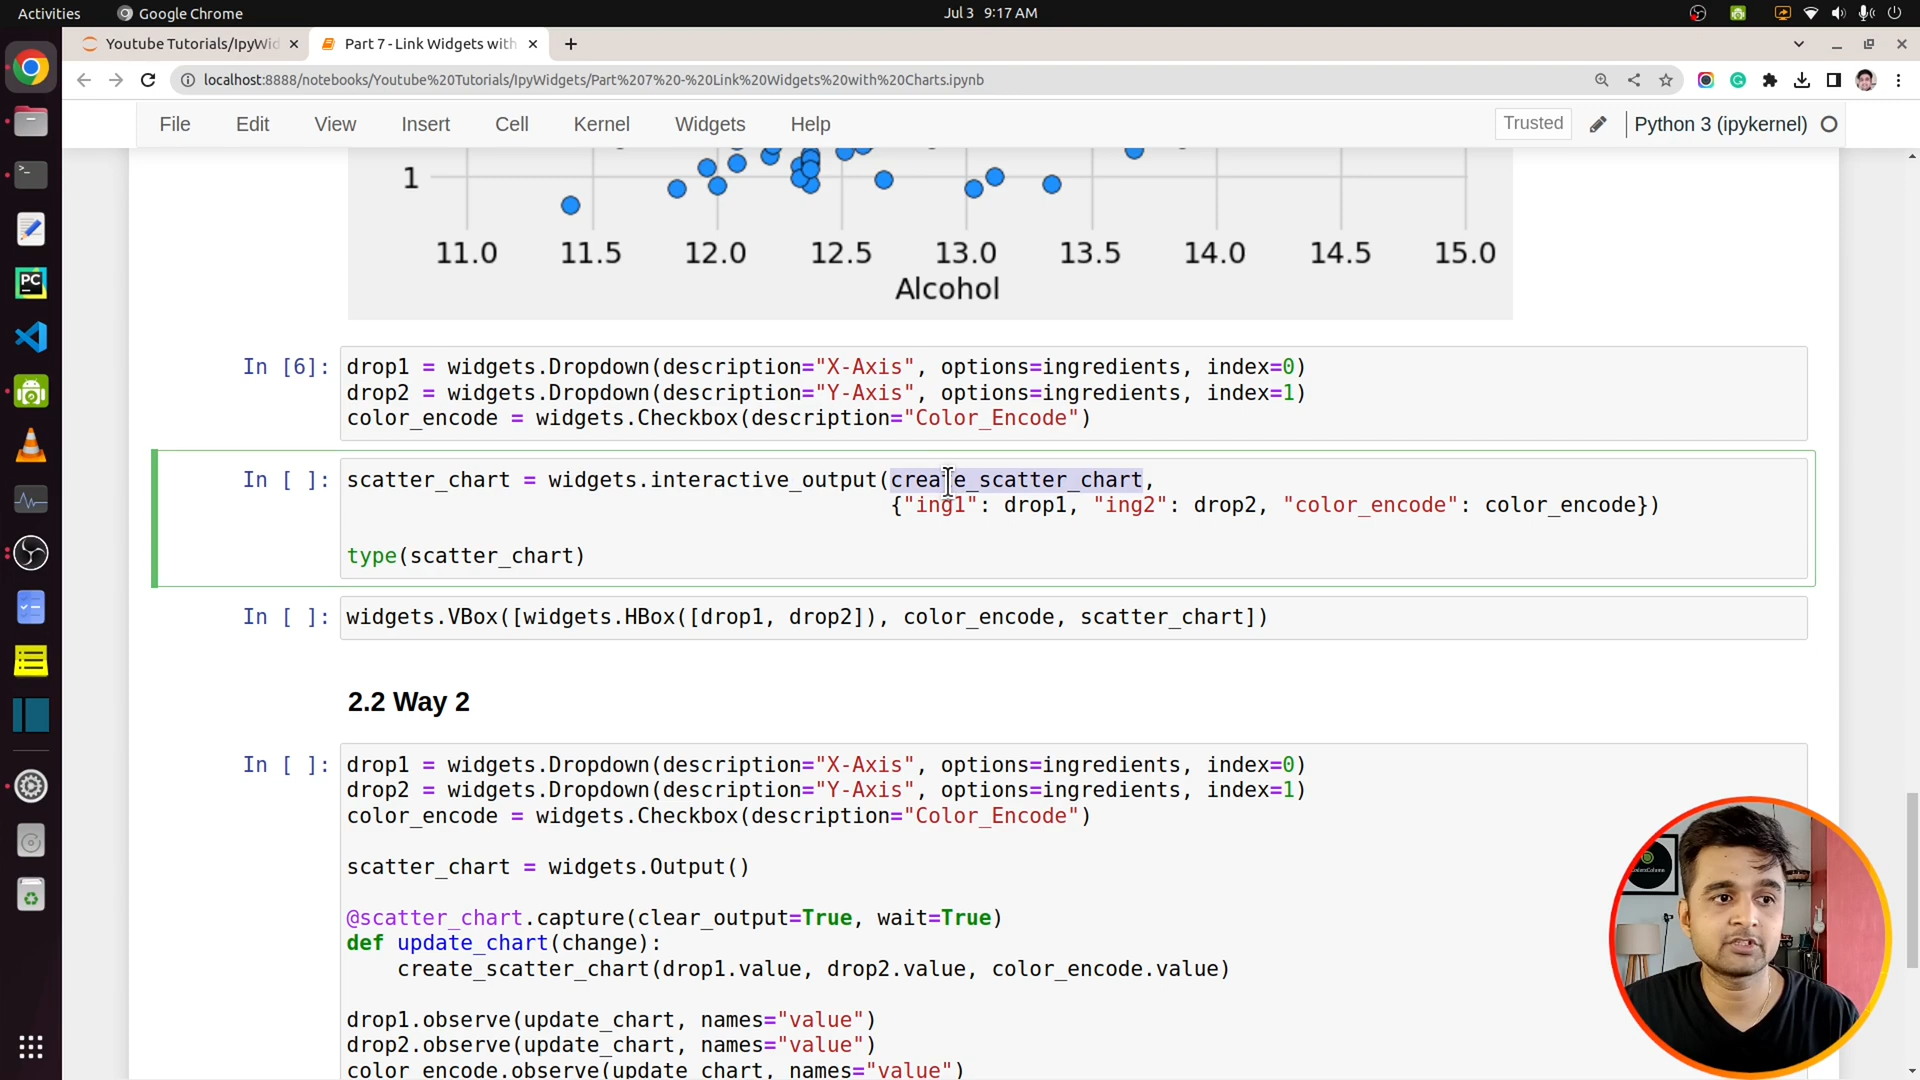 Activities
Google Chrome
Jul 3 9:17 AM
Youtube Tutorials/IpyWid
Part 7 - Link Widgets with
localhost:8888/notebooks/Youtube%20Tutorials/IpyWidgets/Part%207%20-%20Link%20Widgets%20with%20Charts.ipynb
File Edit View Insert Cell Kernel Widgets Help
Trusted
Python 3 (ipykernel)
1
11.0 11.5 12.0 12.5 13.0 13.5 14.0 14.5 15.0
Alcohol
In [6]:
drop1 = widgets.Dropdown(description="X-Axis", options=ingredients, index=0)
drop2 = widgets.Dropdown(description="Y-Axis", options=ingredients, index=1)
color_encode = widgets.Checkbox(description="Color_Encode")
In [ ]:
scatter_chart = widgets.interactive_output(create_scatter_chart,
{"ing1": drop1, "ing2": drop2, "color_encode": color_encode})
type(scatter_chart)
In [ ]:
widgets.VBox([widgets.HBox([drop1, drop2]), color_encode, scatter_chart])
2.2 Way 2
In [ ]:
drop1 = widgets.Dropdown(description="X-Axis", options=ingredients, index=0)
drop2 = widgets.Dropdown(description="Y-Axis", options=ingredients, index=1)
color_encode = widgets.Checkbox(description="Color_Encode")
scatter_chart = widgets.Output()
@scatter_chart.capture(clear_output=True, wait=True)
def update_chart(change):
create_scatter_chart(drop1.value, drop2.value, color_encode.value)
drop1.observe(update_chart, names="value")
drop2.observe(update_chart, names="value")
color_encode.observe(update_chart, names="value")
PC